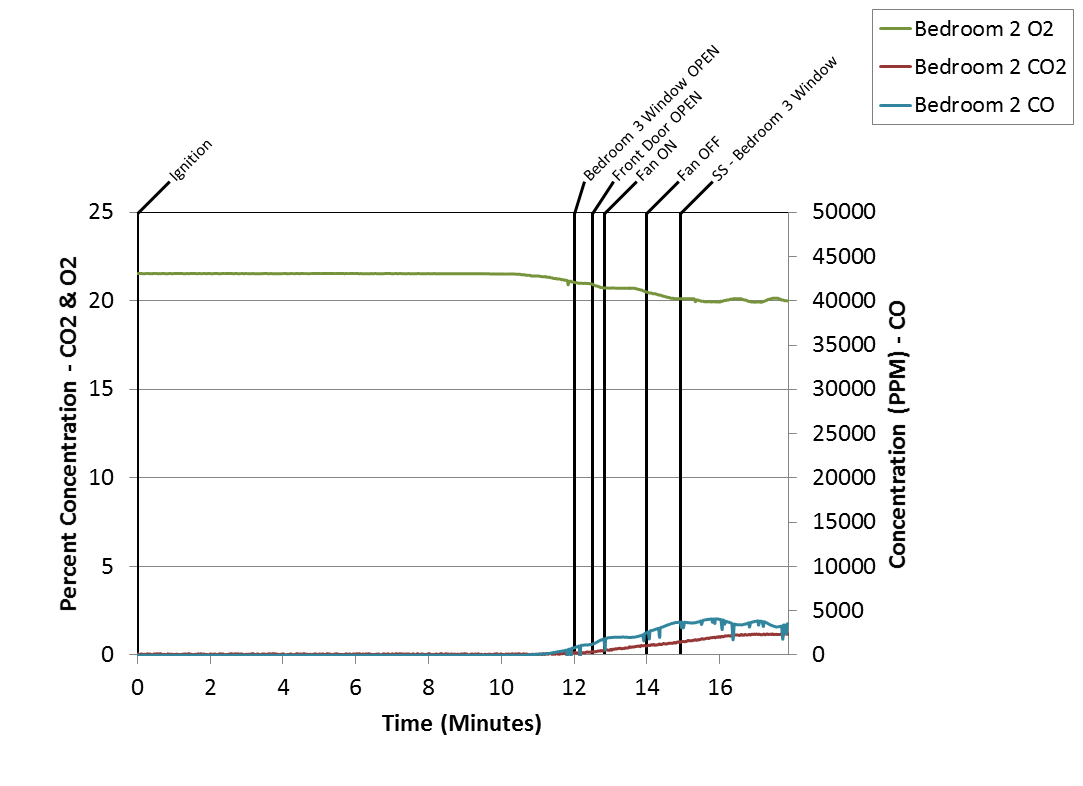 Bedroom 2 O2
Bedroom 2 CO2
Bedroom 2 CO
Ignition
Bedroom 3 Window OPEN
Front Door OPEN
Fan ON
Fan OFF
SS - Bedroom 3 Window
Percent Concentration - CO2 & O2
25
20
15
10
5
0
50000
45000
40000
35000
30000
25000
20000
15000
10000
5000
0
Concentration (PPM) - CO
0 2 4 6 8 10 12 14 16
Time (Minutes)